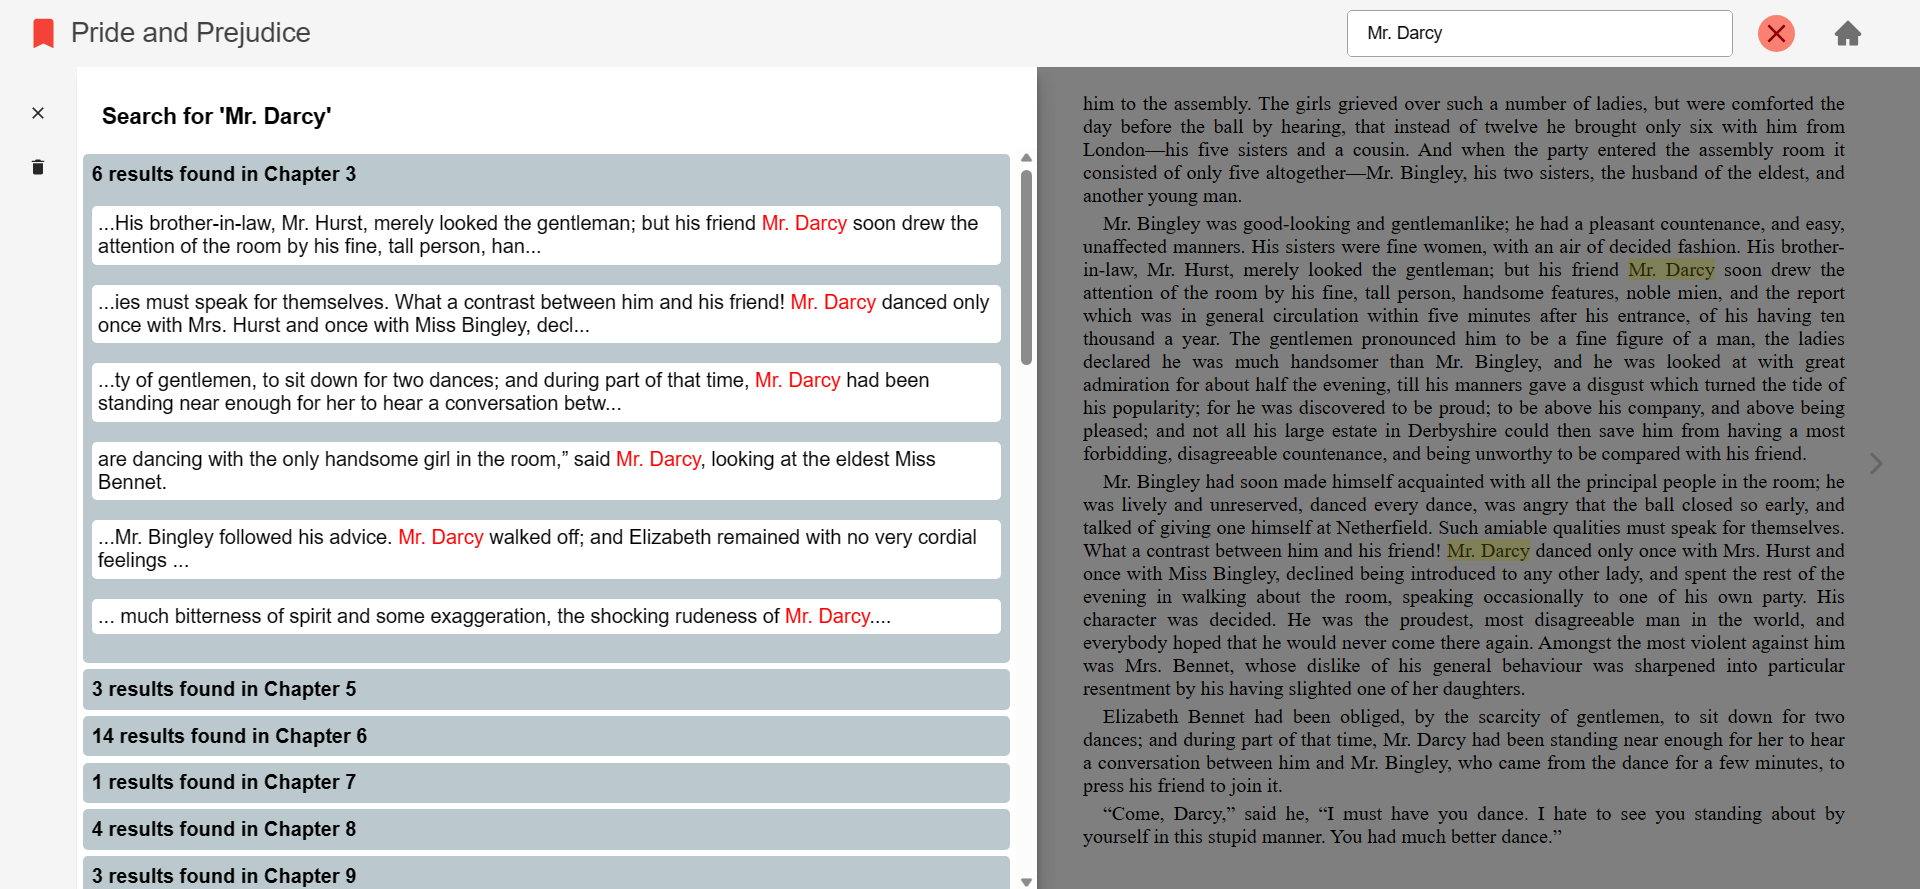 Pride and Prejudice
Mr. Darcy
Search for 'Mr. Darcy'
6 results found in Chapter 3
...His brother-in-law, Mr. Hurst, merely looked the gentleman; but his friend Mr. Darcy soon drew the
attention of the room by his fine, tall person, han...
...ies must speak for themselves. What a contrast between him and his friend! Mr. Darcy danced only
once with Mrs. Hurst and once with Miss Bingley, decl...
...ty of gentlemen, to sit down for two dances; and during part of that time, Mr. Darcy had been
standing near enough for her to hear a conversation betw...
are dancing with the only handsome girl in the room,” said Mr. Darcy, looking at the eldest Miss
Bennet.
...Mr. Bingley followed his advice. Mr. Darcy walked off; and Elizabeth remained with no very cordial
feelings ...
... much bitterness of spirit and some exaggeration, the shocking rudeness of Mr. Darcy....
3 results found in Chapter 5
14 results found in Chapter 6
1 results found in Chapter 7
4 results found in Chapter 8
3 results found in Chapter 9
him to the assembly. The girls grieved over such a number of ladies, but were comforted the
day before the ball by hearing, that instead of twelve he brought only six with him from
London—his five sisters and a cousin. And when the party entered the assembly room it
consisted of only five altogether—Mr. Bingley, his two sisters, the husband of the eldest, and
another young man.
Mr. Bingley was good-looking and gentlemanlike; he had a pleasant countenance, and easy,
unaffected manners. His sisters were fine women, with an air of decided fashion. His brother-
in-law, Mr. Hurst, merely looked the gentleman; but his friend Mr. Darcy soon drew the
attention of the room by his fine, tall person, handsome features, noble mien, and the report
which was in general circulation within five minutes after his entrance, of his having ten
thousand a year. The gentlemen pronounced him to be a fine figure of a man, the ladies
declared he was much handsomer than Mr. Bingley, and he was looked at with great
admiration for about half the evening, till his manners gave a disgust which turned the tide of
his popularity; for he was discovered to be proud; to be above his company, and above being
pleased; and not all his large estate in Derbyshire could then save him from having a most
forbidding, disagreeable countenance, and being unworthy to be compared with his friend.
Mr. Bingley had soon made himself acquainted with all the principal people in the room; he
was lively and unreserved, danced every dance, was angry that the ball closed so early, and
talked of giving one himself at Netherfield. Such amiable qualities must speak for themselves.
What a contrast between him and his friend! Mr. Darcy danced only once with Mrs. Hurst and
once with Miss Bingley, declined being introduced to any other lady, and spent the rest of the
evening in walking about the room, speaking occasionally to one of his own party. His
character was decided. He was the proudest, most disagreeable man in the world, and
everybody hoped that he would never come there again. Amongst the most violent against him
was Mrs. Bennet, whose dislike of his general behaviour was sharpened into particular
resentment by his having slighted one of her daughters.
Elizabeth Bennet had been obliged, by the scarcity of gentlemen, to sit down for two
dances; and during part of that time, Mr. Darcy had been standing near enough for her to hear
a conversation between him and Mr. Bingley, who came from the dance for a few minutes, to
press his friend to join it.
“Come, Darcy,” said he, “I must have you dance. I hate to see you standing about by
yourself in this stupid manner. You had much better dance.”